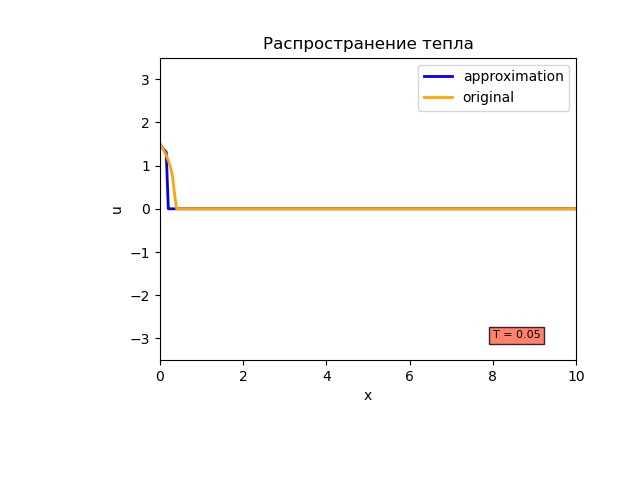 Распространение тепла
approximation
original
3
2
1
0
−1
−2
−3
u
T = 0.05
0 2 4 6 8 10
x